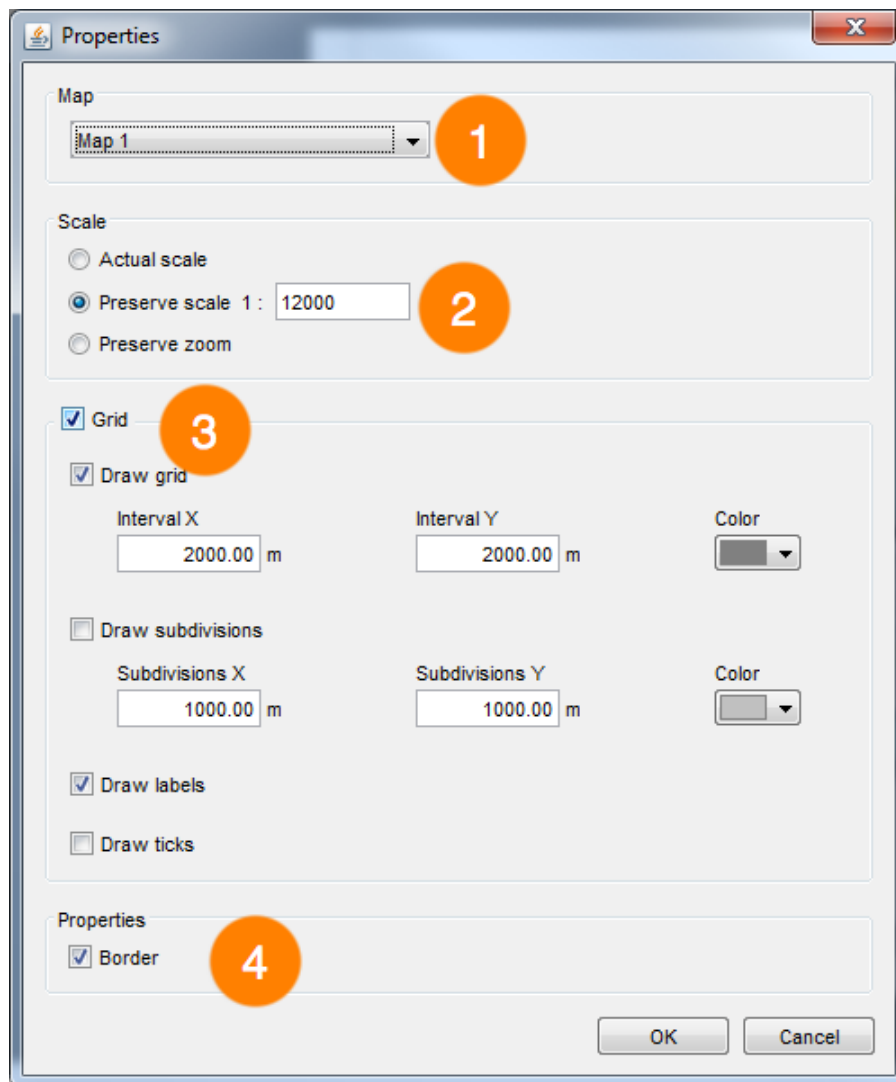 Properties
Map
Map 1
1
Scale
Actual scale
Preserve scale 1 : 12000
2
Preserve zoom
Grid
3
Draw grid
Interval X Interval Y Color
2000.00 m 2000.00 m
Draw subdivisions
Subdivisions X Subdivisions Y Color
1000.00 m 1000.00 m
Draw labels
Draw ticks
Properties
Border
4
OK Cancel